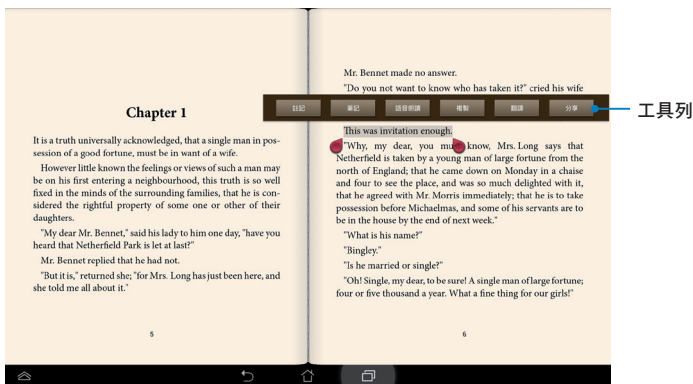 Chapter 1
It is a truth universally acknowledged, that a single man in pos-
session of a good fortune, must be in want of a wife.
However little known the feelings or views of such a man may
be on his first entering a neighbourhood, this truth is so well
fixed in the minds of the surrounding families, that he is con-
sidered the rightful property of some one or other of their
daughters.
"My dear Mr. Bennet," said his lady to him one day, "have you
heard that Netherfield Park is let at last?"
Mr. Bennet replied that he had not.
"But it is," returned she; "for Mrs. Long has just been here, and
she told me all about it."
5
Mr. Bennet made no answer.
"Do you not want to know who has taken it?" cried his wife
註記 筆記 語音朗讀 複製 翻譯 分享
工具列
This was invitation enough.
"Why, my dear, you must know, Mrs. Long says that
Netherfield is taken by a young man of large fortune from the
north of England; that he came down on Monday in a chaise
and four to see the place, and was so much delighted with it,
that he agreed with Mr. Morris immediately; that he is to take
possession before Michaelmas, and some of his servants are to
be in the house by the end of next week."
"What is his name?"
"Bingley."
"Is he married or single?"
"Oh! Single, my dear, to be sure! A single man of large fortune;
four or five thousand a year. What a fine thing for our girls!"
6